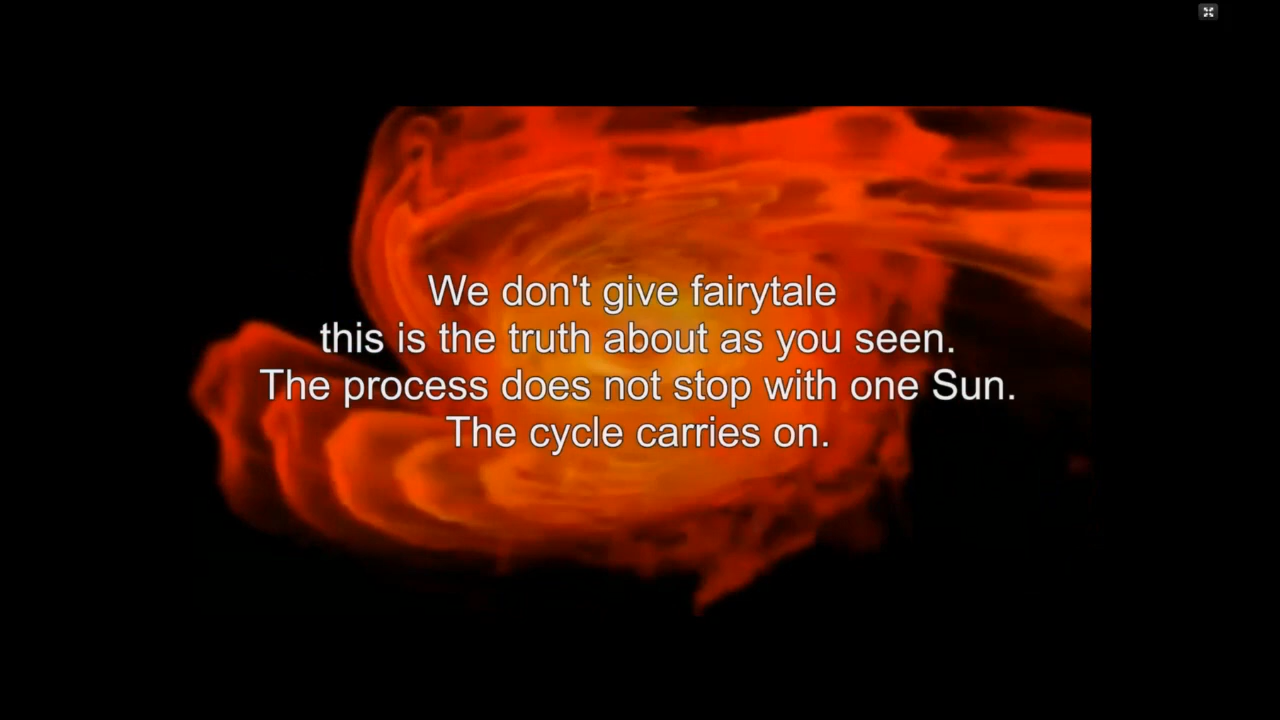 We don't give fairytale
this is the truth about as you seen.
The process does not stop with one Sun.
The cycle carries on.